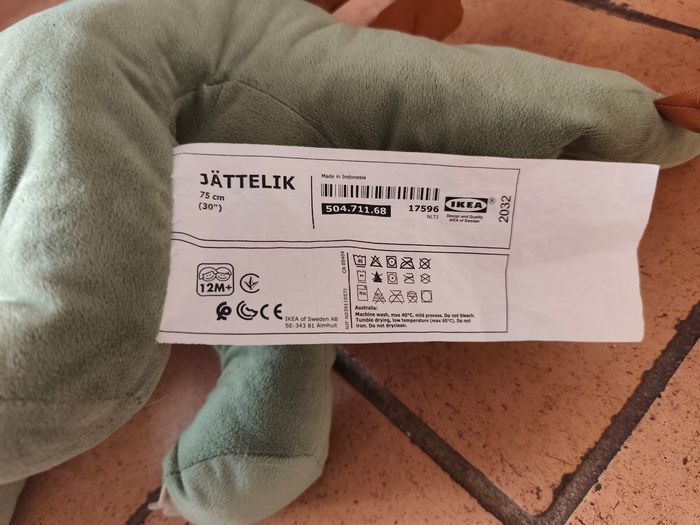 JÄTTELIK
75 cm
(30")
Made in Indonesia
504.711.68
17596
NLT3
IKEA®
Design and Quality
IKEA of Sweden
2032
12M+
CE
IKEA of Sweden AB
SE-343 81 Älmhult
CA 05404
Australia:
Machine wash, max 40°C, mild process. Do not bleach.
Tumble drying, low temperature (max 60°C). Do not
iron. Do not dryclean.